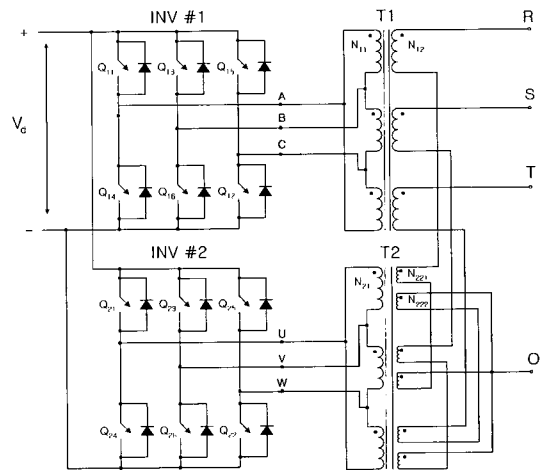 INV #1
T1
R
+
Q11
Q13
Q15
N11
N12
A
S
B
Vd
C
T
Q14
Q16
Q12
−
INV #2
T2
Q21
Q23
Q25
N21
N221
N222
U
V
O
W
Q24
Q26
Q22